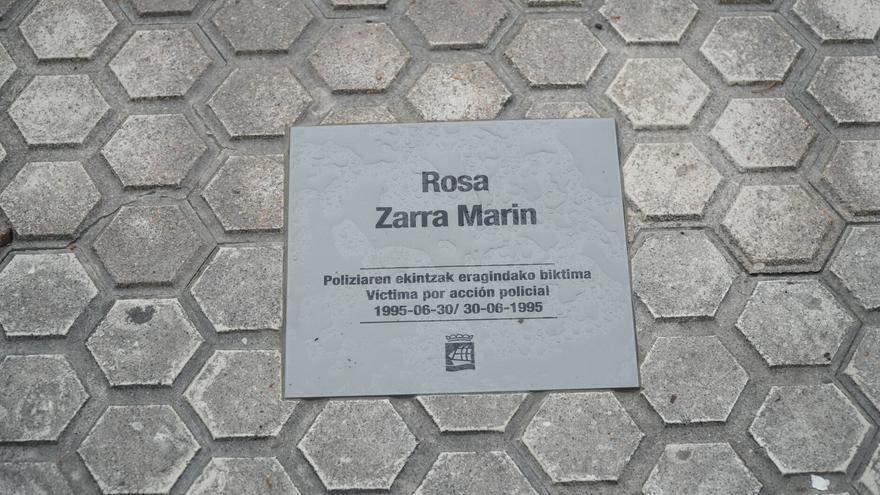 Rosa
Zarra Marin
Poliziaren ekintzak eragindako biktima
Víctima por acción policial
1995-06-30/ 30-06-1995